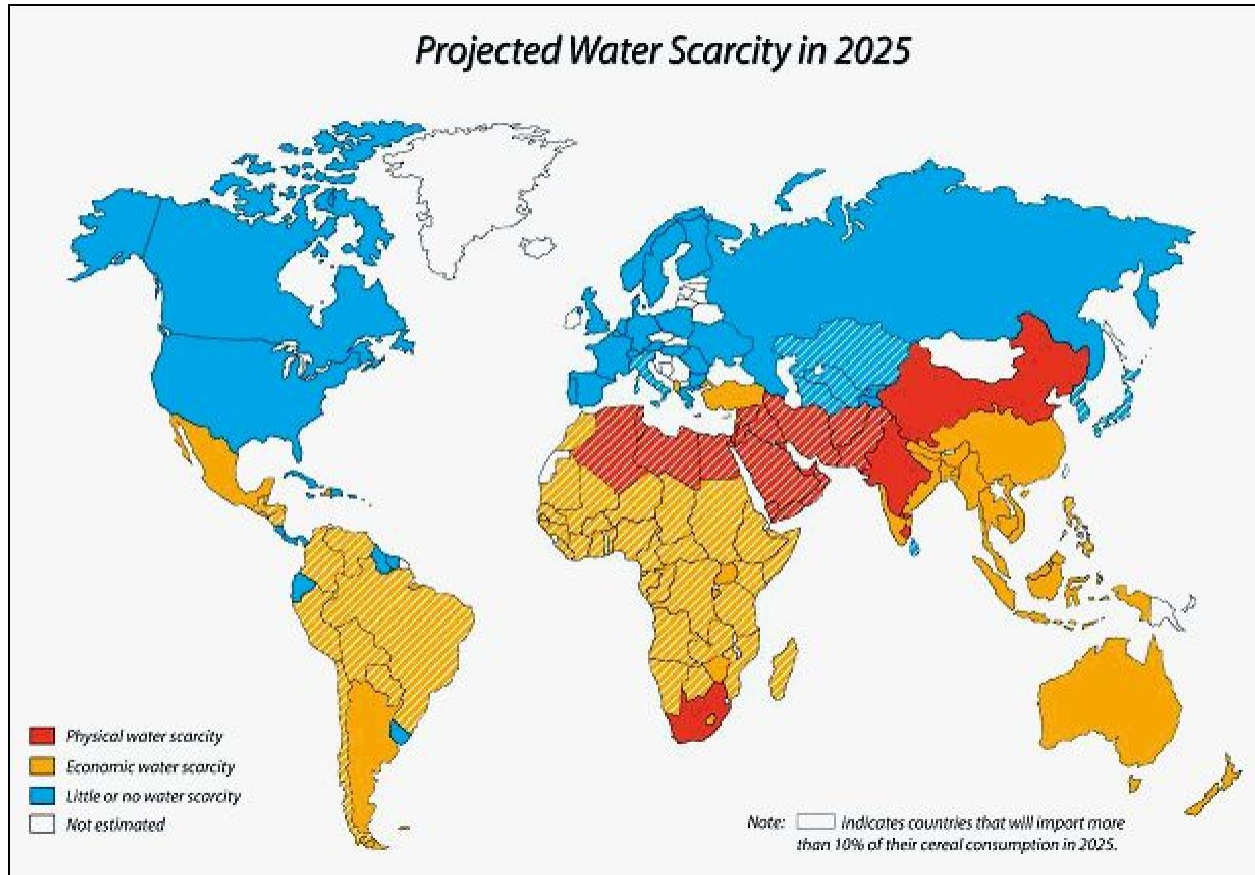 Projected Water Scarcity in 2025
Physical water scarcity
Economic water scarcity
Little or no water scarcity
Not estimated
Note: indicates countries that will import more
than 10% of their cereal consumption in 2025.